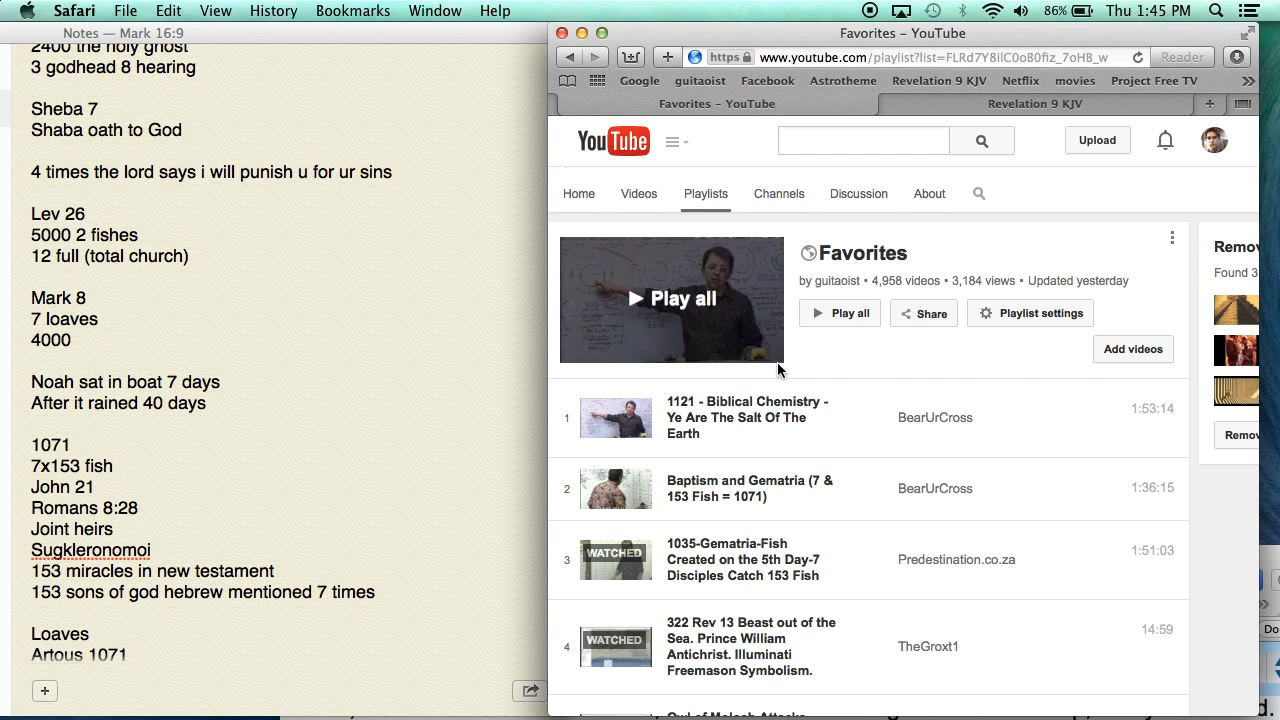 Safari File Edit View History Bookmarks Window Help 86% Thu 1:45 PM
Notes — Mark 16:9
2400 the holy ghost
3 godhead 8 hearing
Sheba 7
Shaba oath to God
4 times the lord says i will punish u for ur sins
Lev 26
5000 2 fishes
12 full (total church)
Mark 8
7 loaves
4000
Noah sat in boat 7 days
After it rained 40 days
1071
7x153 fish
John 21
Romans 8:28
Joint heirs
Sugkleronomoi
153 miracles in new testament
153 sons of god hebrew mentioned 7 times
Loaves
Artous 1071
Favorites – YouTube
https www.youtube.com/playlist?list=FLRd7Y8ilC0oB0fiz_7oHB_w Reader
Google guitaoist Facebook Astrotheme Revelation 9 KJV Netflix movies Project Free TV
Favorites – YouTube Revelation 9 KJV
YouTube Upload
Home Videos Playlists Channels Discussion About
Play all
Favorites
by guitaoist • 4,958 videos • 3,184 views • Updated yesterday
Play all Share Playlist settings
Add videos
1 1121 - Biblical Chemistry - BearUrCross 1:53:14
Ye Are The Salt Of The
Earth
2 Baptism and Gematria (7 & BearUrCross 1:36:15
153 Fish = 1071)
3 WATCHED 1035-Gematria-Fish Predestination.co.za 1:51:03
Created on the 5th Day-7
Disciples Catch 153 Fish
4 WATCHED 322 Rev 13 Beast out of the TheGroxt1 14:59
Sea. Prince William
Antichrist. Illuminati
Freemason Symbolism.
Owl of Moloch Attacks
Remov
Found 3
Remov
Do
d.